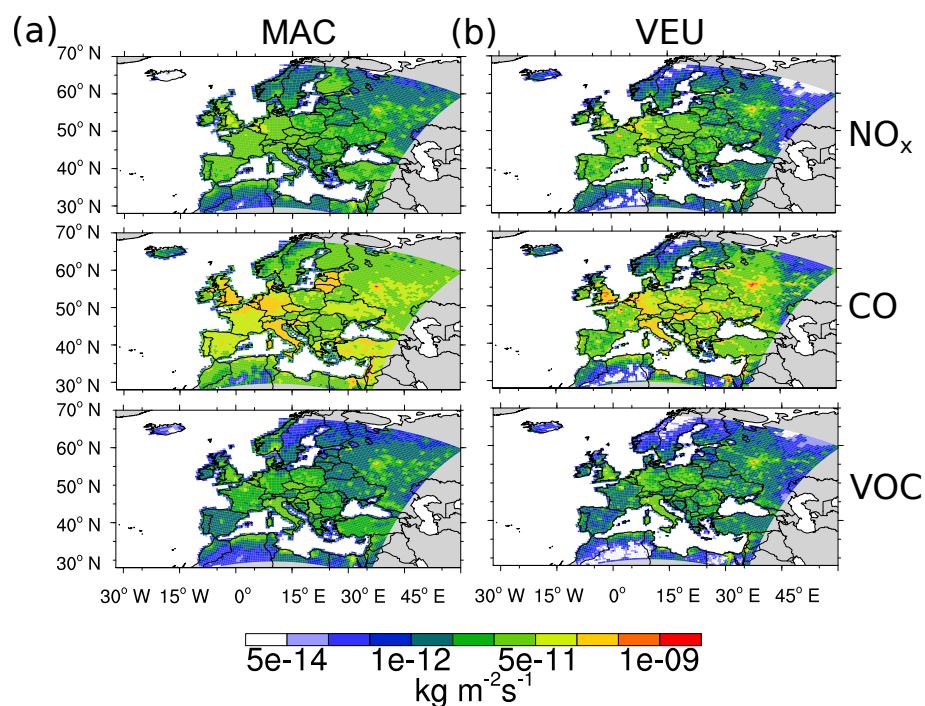 (a) MAC (b) VEU
70° N
60° N
50° N
40° N
30° N
NOx
70° N
60° N
50° N
40° N
30° N
CO
70° N
60° N
50° N
40° N
30° N
VOC
30° W 15° W 0° 15° E 30° E 45° E 30° W 15° W 0° 15° E 30° E 45° E
5e-14 1e-12 5e-11 1e-09
kg m⁻²s⁻¹